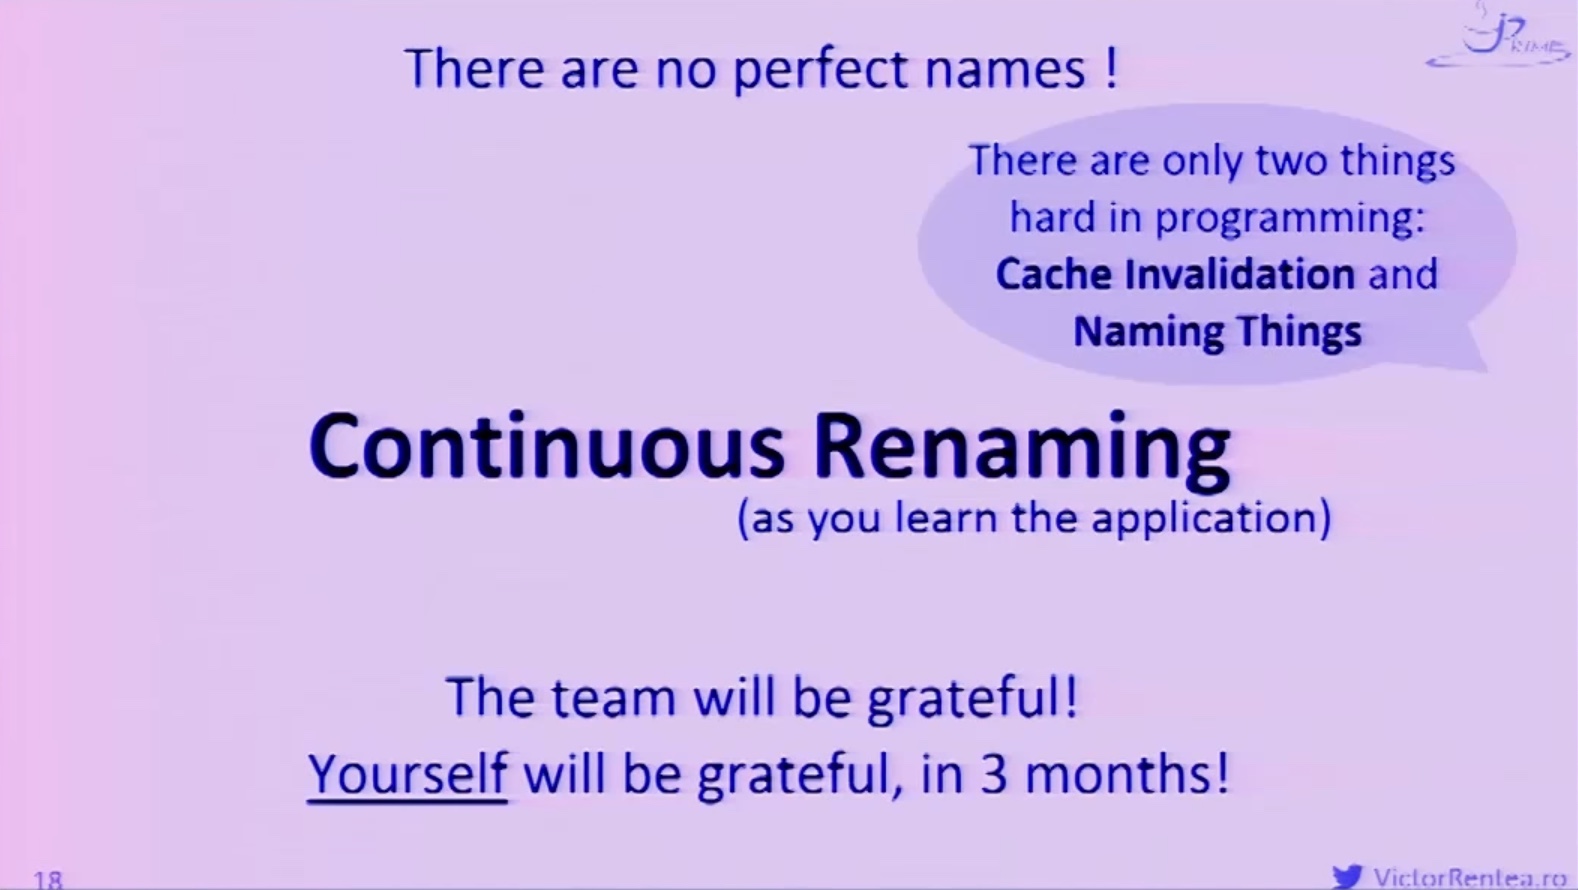 There are no perfect names !
JPRIME
There are only two things
hard in programming:
Cache Invalidation and
Naming Things
Continuous Renaming
(as you learn the application)
The team will be grateful!
Yourself will be grateful, in 3 months!
18
VictorRentea.ro